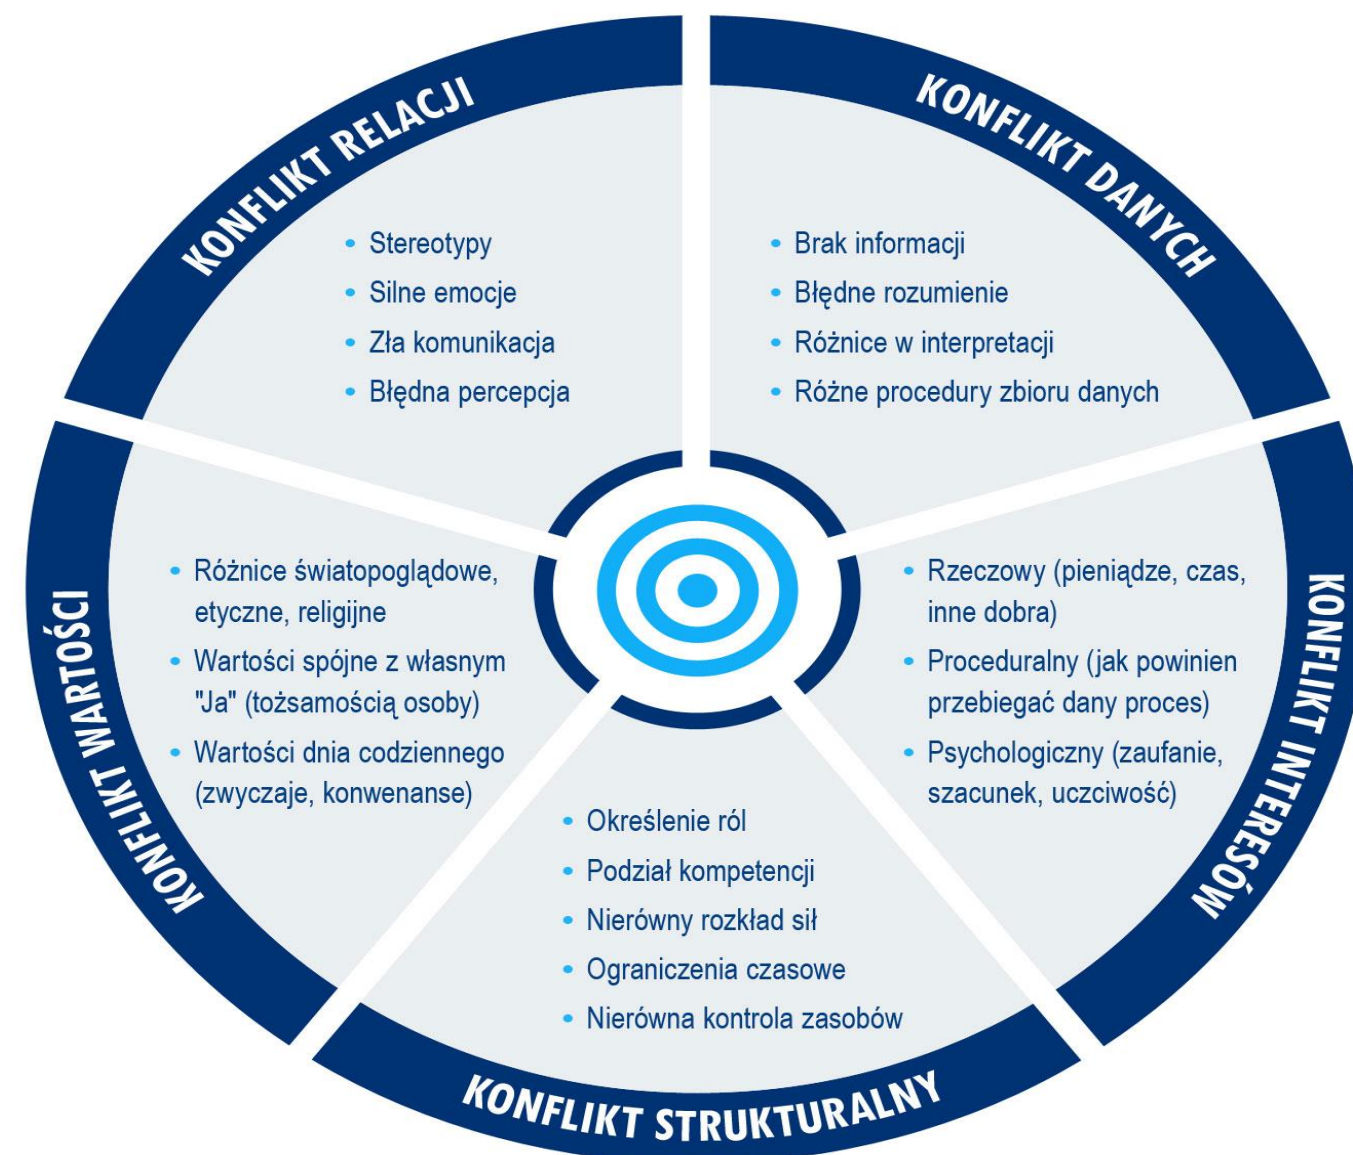 KONFLIKT RELACJI
• Stereotypy
• Silne emocje
• Zła komunikacja
• Błędna percepcja
KONFLIKT DANYCH
• Brak informacji
• Błędne rozumienie
• Różnice w interpretacji
• Różne procedury zbioru danych
KONFLIKT INTERESÓW
• Rzeczowy (pieniądze, czas,
inne dobra)
• Proceduralny (jak powinien
przebiegać dany proces)
• Psychologiczny (zaufanie,
szacunek, uczciwość)
KONFLIKT STRUKTURALNY
• Określenie ról
• Podział kompetencji
• Nierówny rozkład sił
• Ograniczenia czasowe
• Nierówna kontrola zasobów
KONFLIKT WARTOŚCI
• Różnice światopoglądowe,
etyczne, religijne
• Wartości spójne z własnym
"Ja" (tożsamością osoby)
• Wartości dnia codziennego
(zwyczaje, konwenanse)